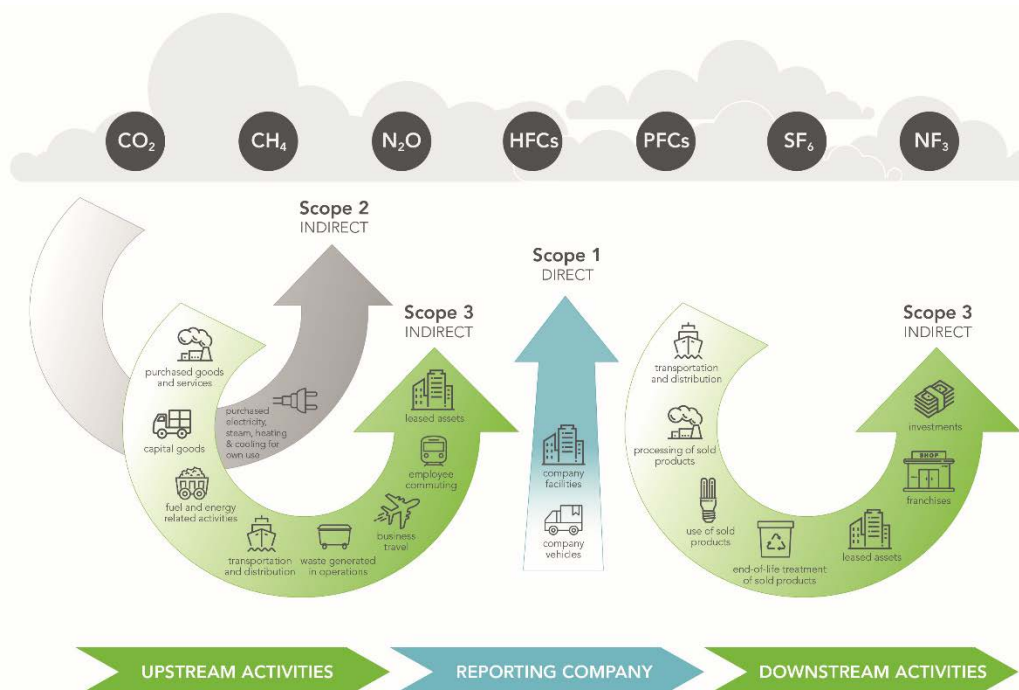 CO₂
CH₄
N₂O
HFCs
PFCs
SF₆
NF₃
Scope 2
INDIRECT
purchased
electricity,
steam, heating
& cooling for
own use
Scope 3
INDIRECT
purchased goods
and services
capital goods
fuel and energy
related activities
transportation
and distribution
waste generated
in operations
business
travel
employee
commuting
leased assets
Scope 1
DIRECT
company
facilities
company
vehicles
Scope 3
INDIRECT
transportation
and distribution
processing of sold
products
use of sold
products
end-of-life treatment
of sold products
leased assets
SHOP
franchises
investments
UPSTREAM ACTIVITIES
REPORTING COMPANY
DOWNSTREAM ACTIVITIES